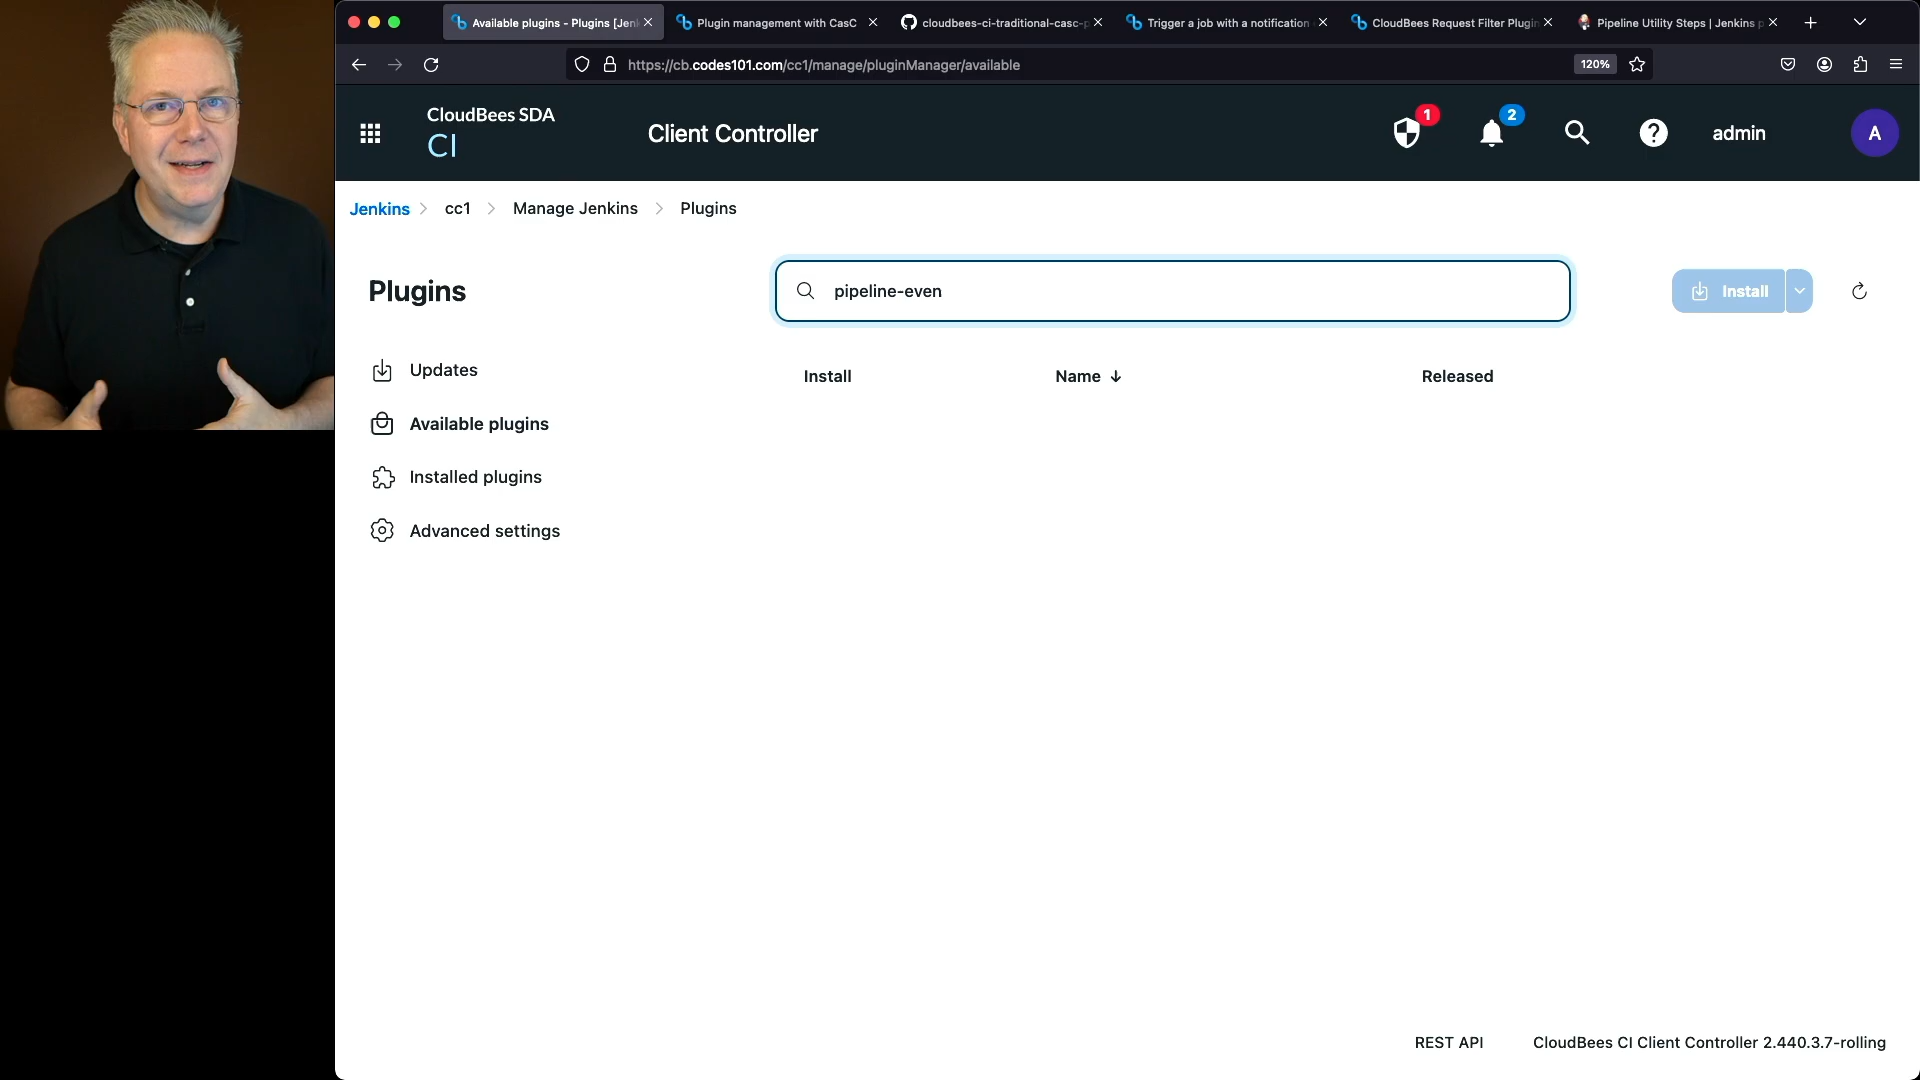 Available plugins - Plugins [Jen
Plugin management with CasC
cloudbees-ci-traditional-casc-p
Trigger a job with a notification
CloudBees Request Filter Plugin
Pipeline Utility Steps | Jenkins p
https://cb.codes101.com/cc1/manage/pluginManager/available
120%
CloudBees SDA
CI
Client Controller
1
2
admin
A
Jenkins
cc1
Manage Jenkins
Plugins
Plugins
pipeline-even
Install
Updates
Install
Name
Released
Available plugins
Installed plugins
Advanced settings
REST API
CloudBees CI Client Controller 2.440.3.7-rolling